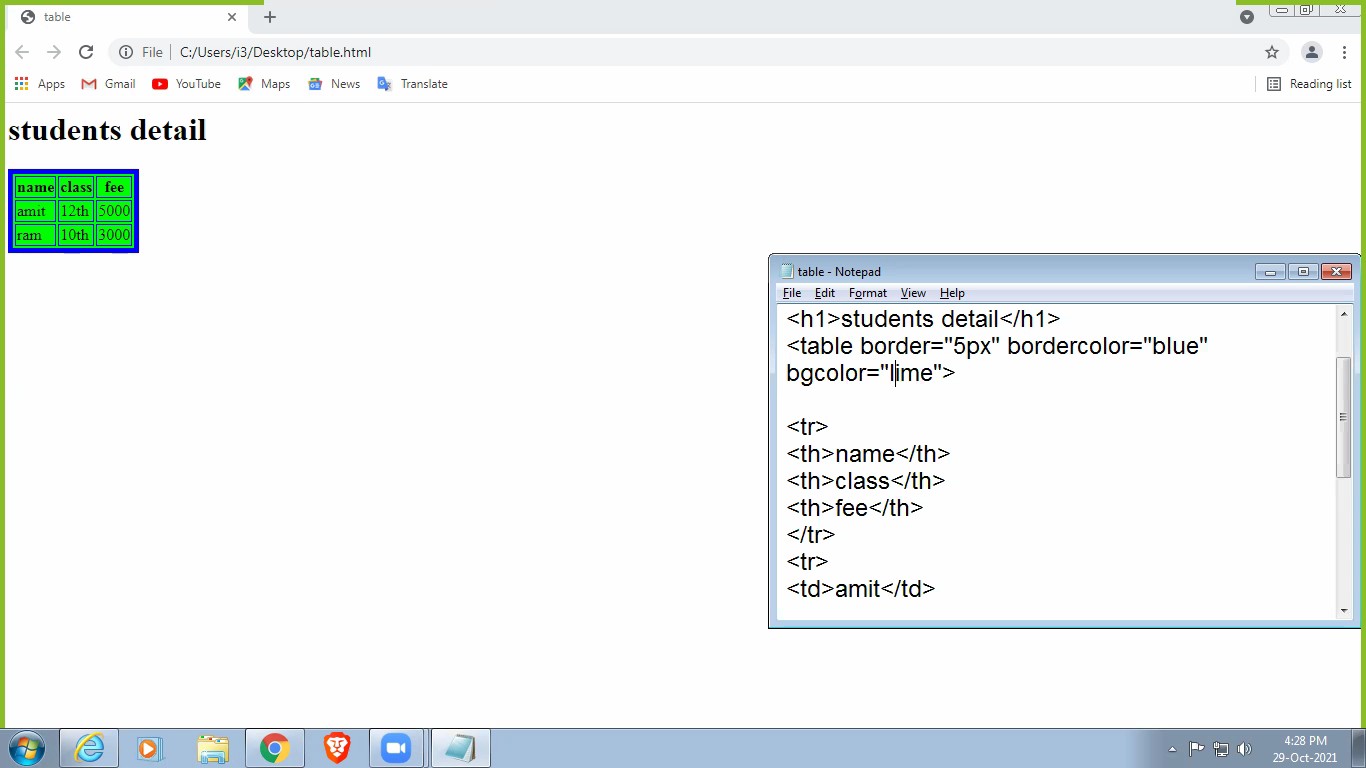 table
File
C:/Users/i3/Desktop/table.html
Apps
Gmail
YouTube
Maps
News
Translate
Reading list
students detail
name class fee
amit 12th 5000
ram 10th 3000
table - Notepad
File Edit Format View Help
<h1>students detail</h1>
<table border="5px" bordercolor="blue"
bgcolor="lime">
<tr>
<th>name</th>
<th>class</th>
<th>fee</th>
</tr>
<tr>
<td>amit</td>
4:28 PM
29-Oct-2021